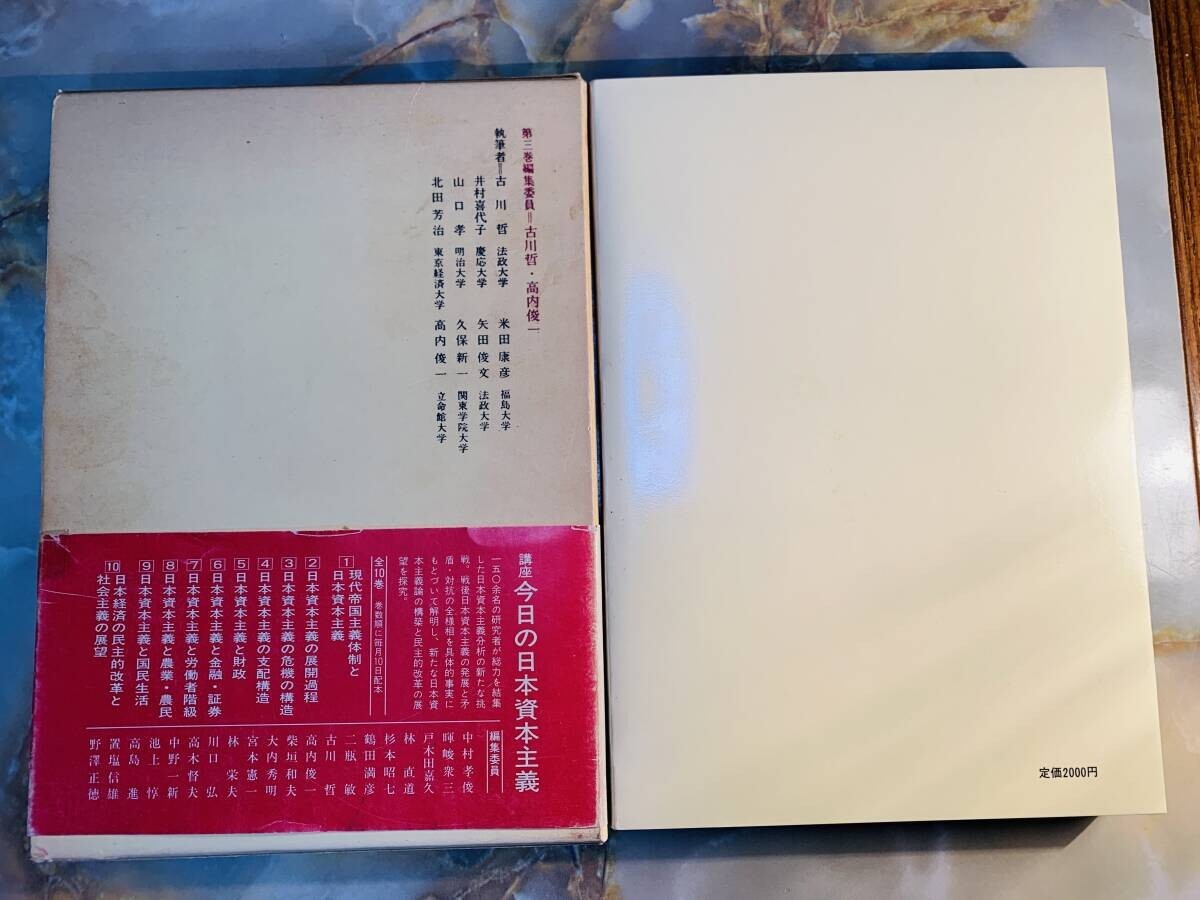 第三巻編集委員＝古川哲・高内俊一
執筆者＝古川哲 法政大学 米田康彦 福島大学
井村喜代子 慶応大学 矢田俊文 法政大学
山口孝 明治大学 久保新一 関東学院大学
北田芳治 東京経済大学 高内俊一 立命館大学
講座 今日の日本資本主義
一五〇余名の研究者が総力を結集
した日本資本主義分析の新たな挑
戦。戦後日本資本主義の発展と矛
盾・対抗の全様相を具体的事実に
もとづいて解明し、新たな日本資
本主義論の構築と民主的改革の展
望を探究。
全10巻 巻数順に毎月10日配本
1 現代帝国主義体制と
日本資本主義
2 日本資本主義の展開過程
3 日本資本主義の危機の構造
4 日本資本主義の支配構造
5 日本資本主義と財政
6 日本資本主義と金融・証券
7 日本資本主義と労働者階級
8 日本資本主義と農業・農民
9 日本資本主義と国民生活
10 日本経済の民主的改革と
社会主義の展望
編集委員
中村孝俊
暉峻衆三
戸木田嘉久
林直道
杉本昭七
鶴田満彦
二瓶敏
古川哲
高内俊一
柴垣和夫
大内秀明
宮本憲一
林栄夫
川口弘
高木督夫
中野一新
池上惇
高島進
置塩信雄
野澤正徳
定価2000円